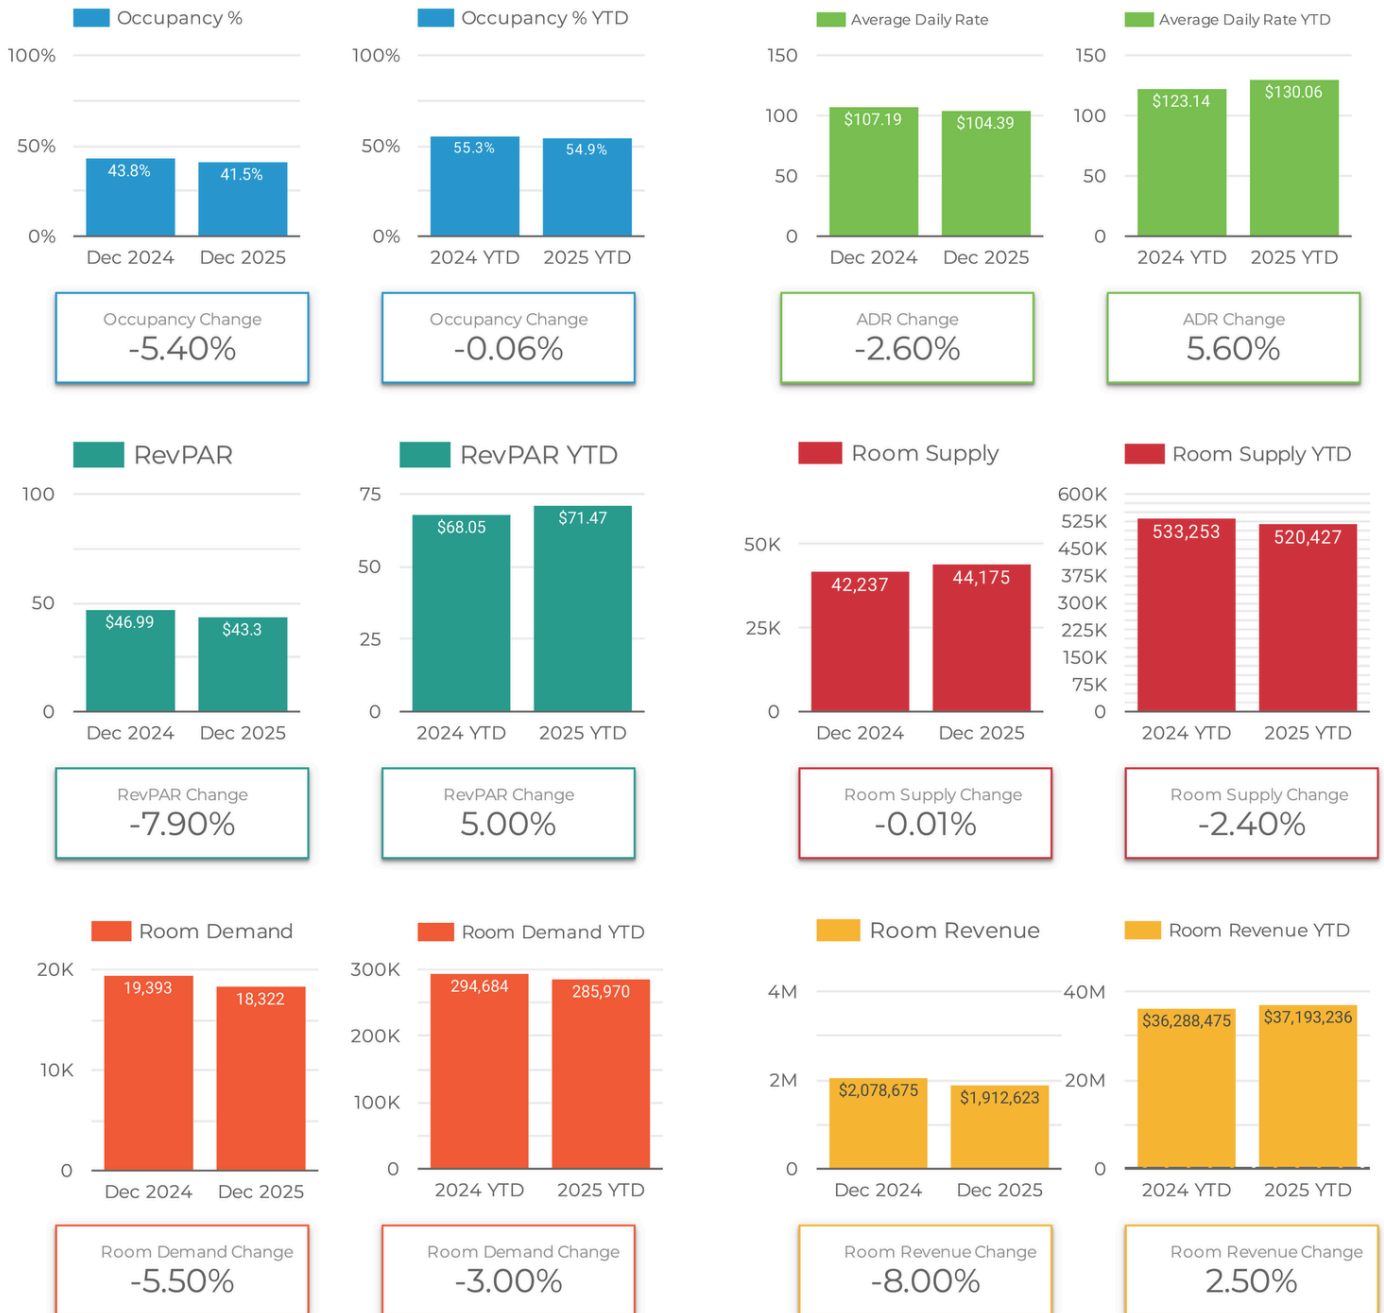 Occupancy %
100%
50%
0%
43.8%
41.5%
Dec 2024
Dec 2025
Occupancy Change
-5.40%
Occupancy % YTD
100%
50%
0%
55.3%
54.9%
2024 YTD
2025 YTD
Occupancy Change
-0.06%
Average Daily Rate
150
100
50
0
$107.19
$104.39
Dec 2024
Dec 2025
ADR Change
-2.60%
Average Daily Rate YTD
150
100
50
0
$123.14
$130.06
2024 YTD
2025 YTD
ADR Change
5.60%
RevPAR
100
50
0
$46.99
$43.3
Dec 2024
Dec 2025
RevPAR Change
-7.90%
RevPAR YTD
75
50
25
0
$68.05
$71.47
2024 YTD
2025 YTD
RevPAR Change
5.00%
Room Supply
50K
25K
0
42,237
44,175
Dec 2024
Dec 2025
Room Supply Change
-0.01%
Room Supply YTD
600K
525K
450K
375K
300K
225K
150K
75K
0
533,253
520,427
2024 YTD
2025 YTD
Room Supply Change
-2.40%
Room Demand
20K
10K
0
19,393
18,322
Dec 2024
Dec 2025
Room Demand Change
-5.50%
Room Demand YTD
300K
200K
100K
0
294,684
285,970
2024 YTD
2025 YTD
Room Demand Change
-3.00%
Room Revenue
4M
2M
0
$2,078,675
$1,912,623
Dec 2024
Dec 2025
Room Revenue Change
-8.00%
Room Revenue YTD
40M
20M
0
$36,288,475
$37,193,236
2024 YTD
2025 YTD
Room Revenue Change
2.50%